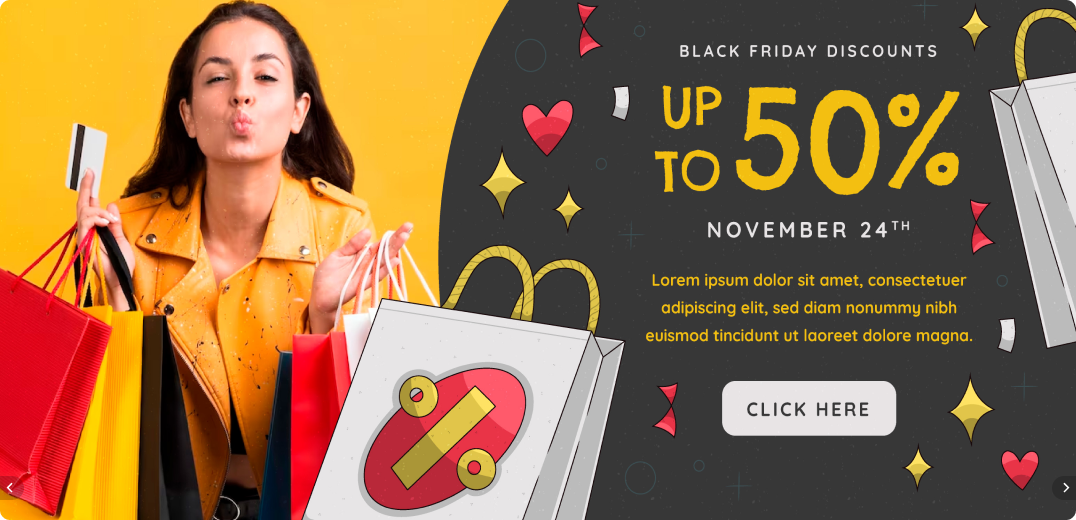 BLACK FRIDAY DISCOUNTS
UP TO 50%
NOVEMBER 24TH
Lorem ipsum dolor sit amet, consectetuer
adipiscing elit, sed diam nonummy nibh
euismod tincidunt ut laoreet dolore magna.
CLICK HERE